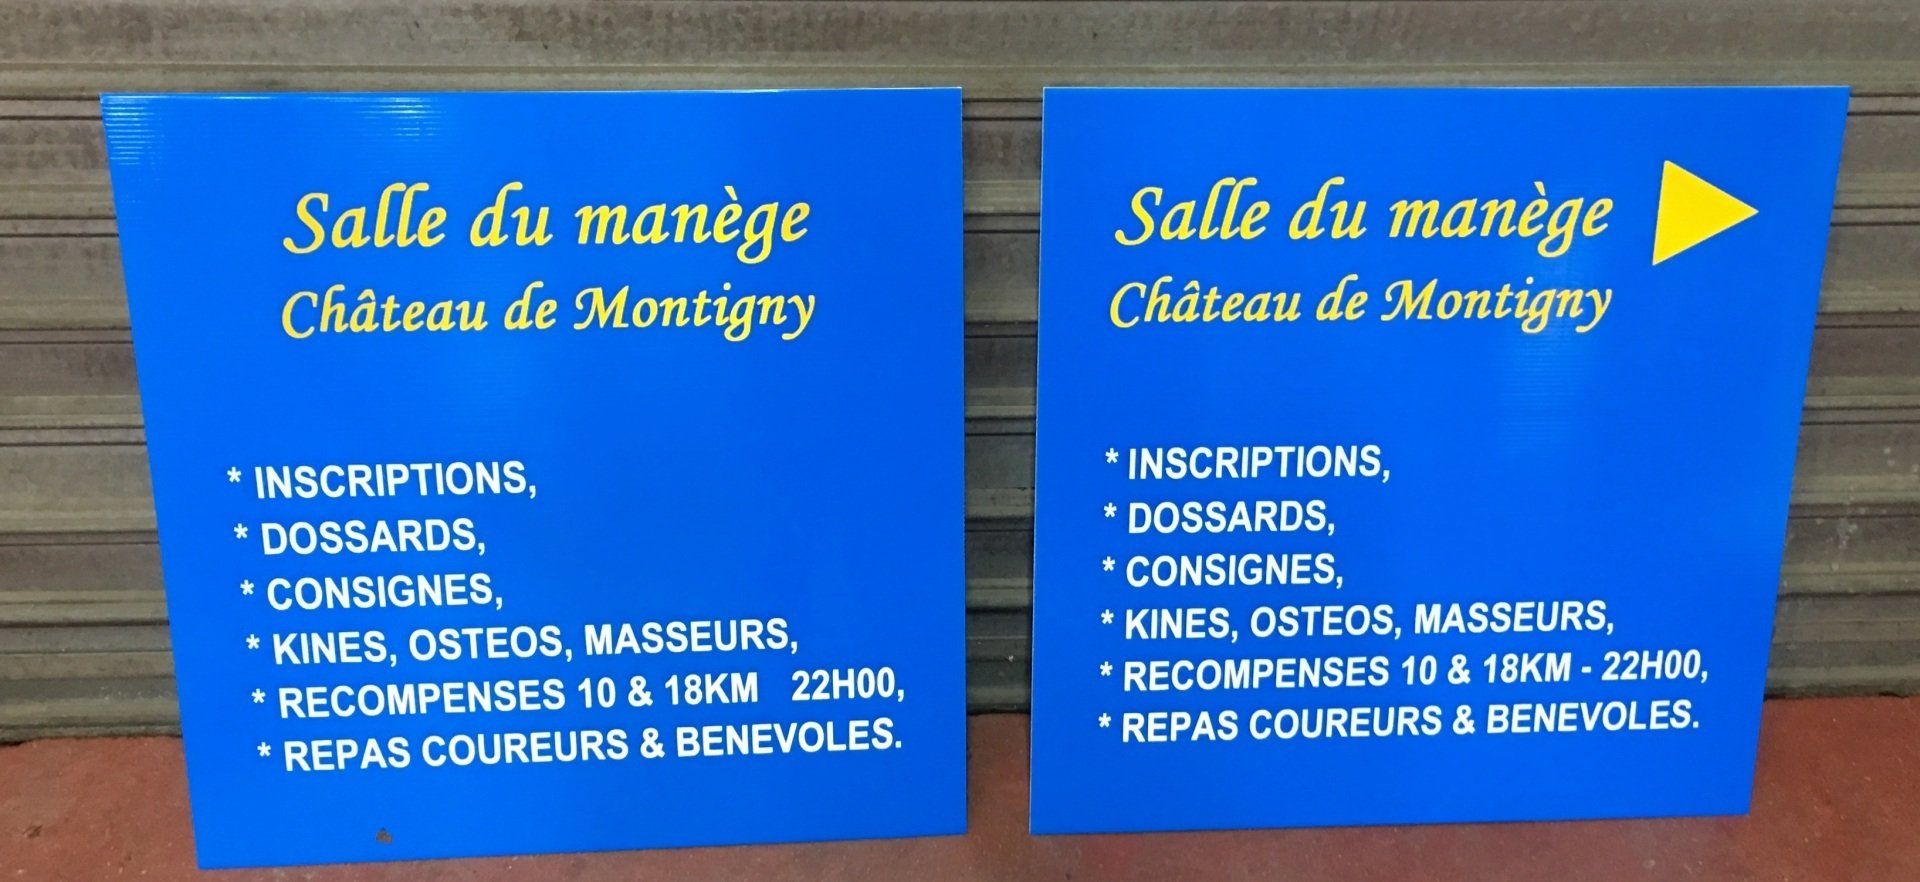 Salle du manège
Château de Montigny
* INSCRIPTIONS,
* DOSSARDS,
* CONSIGNES,
* KINES, OSTEOS, MASSEURS,
* RECOMPENSES 10 & 18KM 22H00,
* REPAS COUREURS & BENEVOLES.
Salle du manège
Château de Montigny
* INSCRIPTIONS,
* DOSSARDS,
* CONSIGNES,
* KINES, OSTEOS, MASSEURS,
* RECOMPENSES 10 & 18KM - 22H00,
* REPAS COUREURS & BENEVOLES.